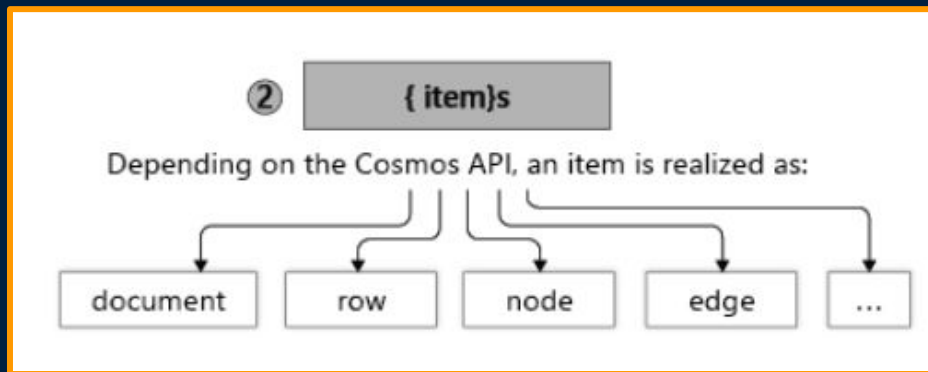 2
{ item}s
Depending on the Cosmos API, an item is realized as:
document row node edge ...